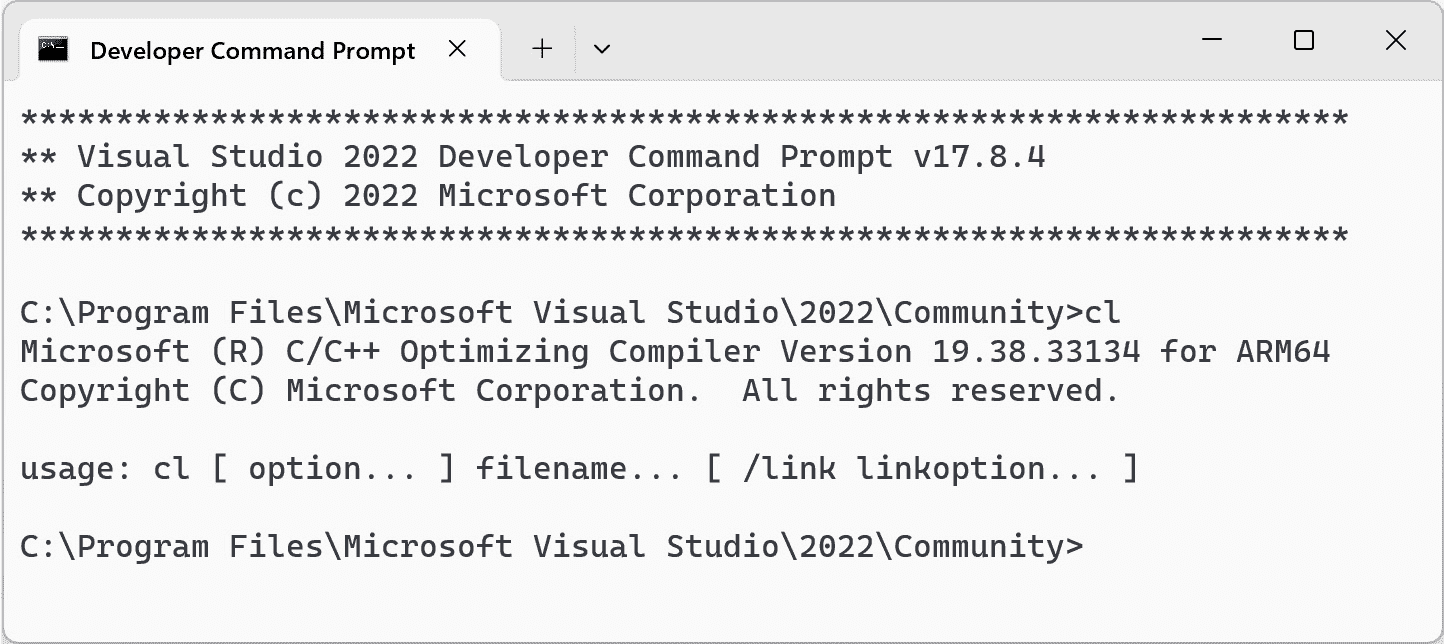 Developer Command Prompt
**********************************************************************
** Visual Studio 2022 Developer Command Prompt v17.8.4
** Copyright (c) 2022 Microsoft Corporation
**********************************************************************
C:\Program Files\Microsoft Visual Studio\2022\Community>cl
Microsoft (R) C/C++ Optimizing Compiler Version 19.38.33134 for ARM64
Copyright (C) Microsoft Corporation.  All rights reserved.
usage: cl [ option... ] filename... [ /link linkoption... ]
C:\Program Files\Microsoft Visual Studio\2022\Community>